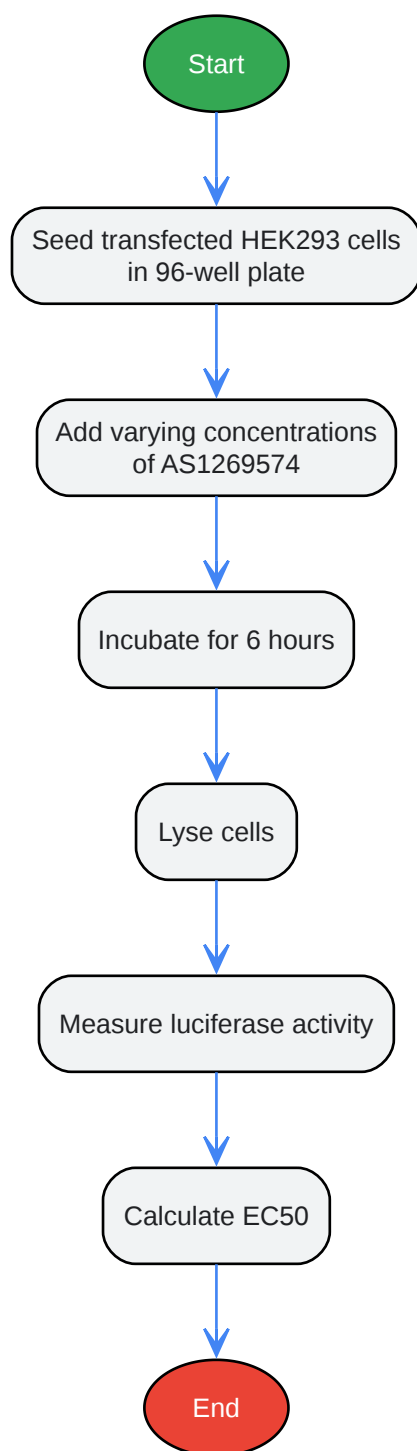 Start
Seed transfected HEK293 cells
in 96-well plate
Add varying concentrations
of AS1269574
Incubate for 6 hours
Lyse cells
Measure luciferase activity
Calculate EC50
End